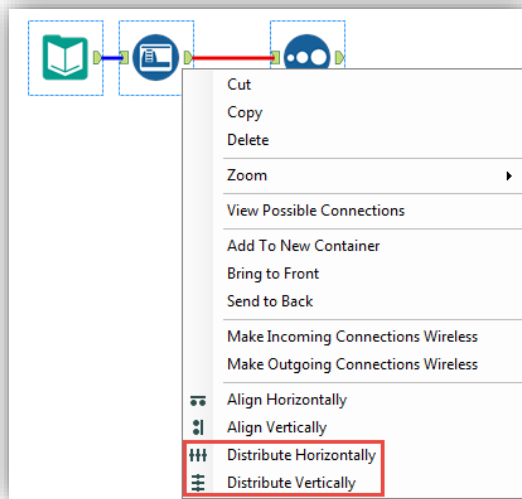 Cut
Copy
Delete
Zoom
View Possible Connections
Add To New Container
Bring to Front
Send to Back
Make Incoming Connections Wireless
Make Outgoing Connections Wireless
Align Horizontally
Align Vertically
Distribute Horizontally
Distribute Vertically